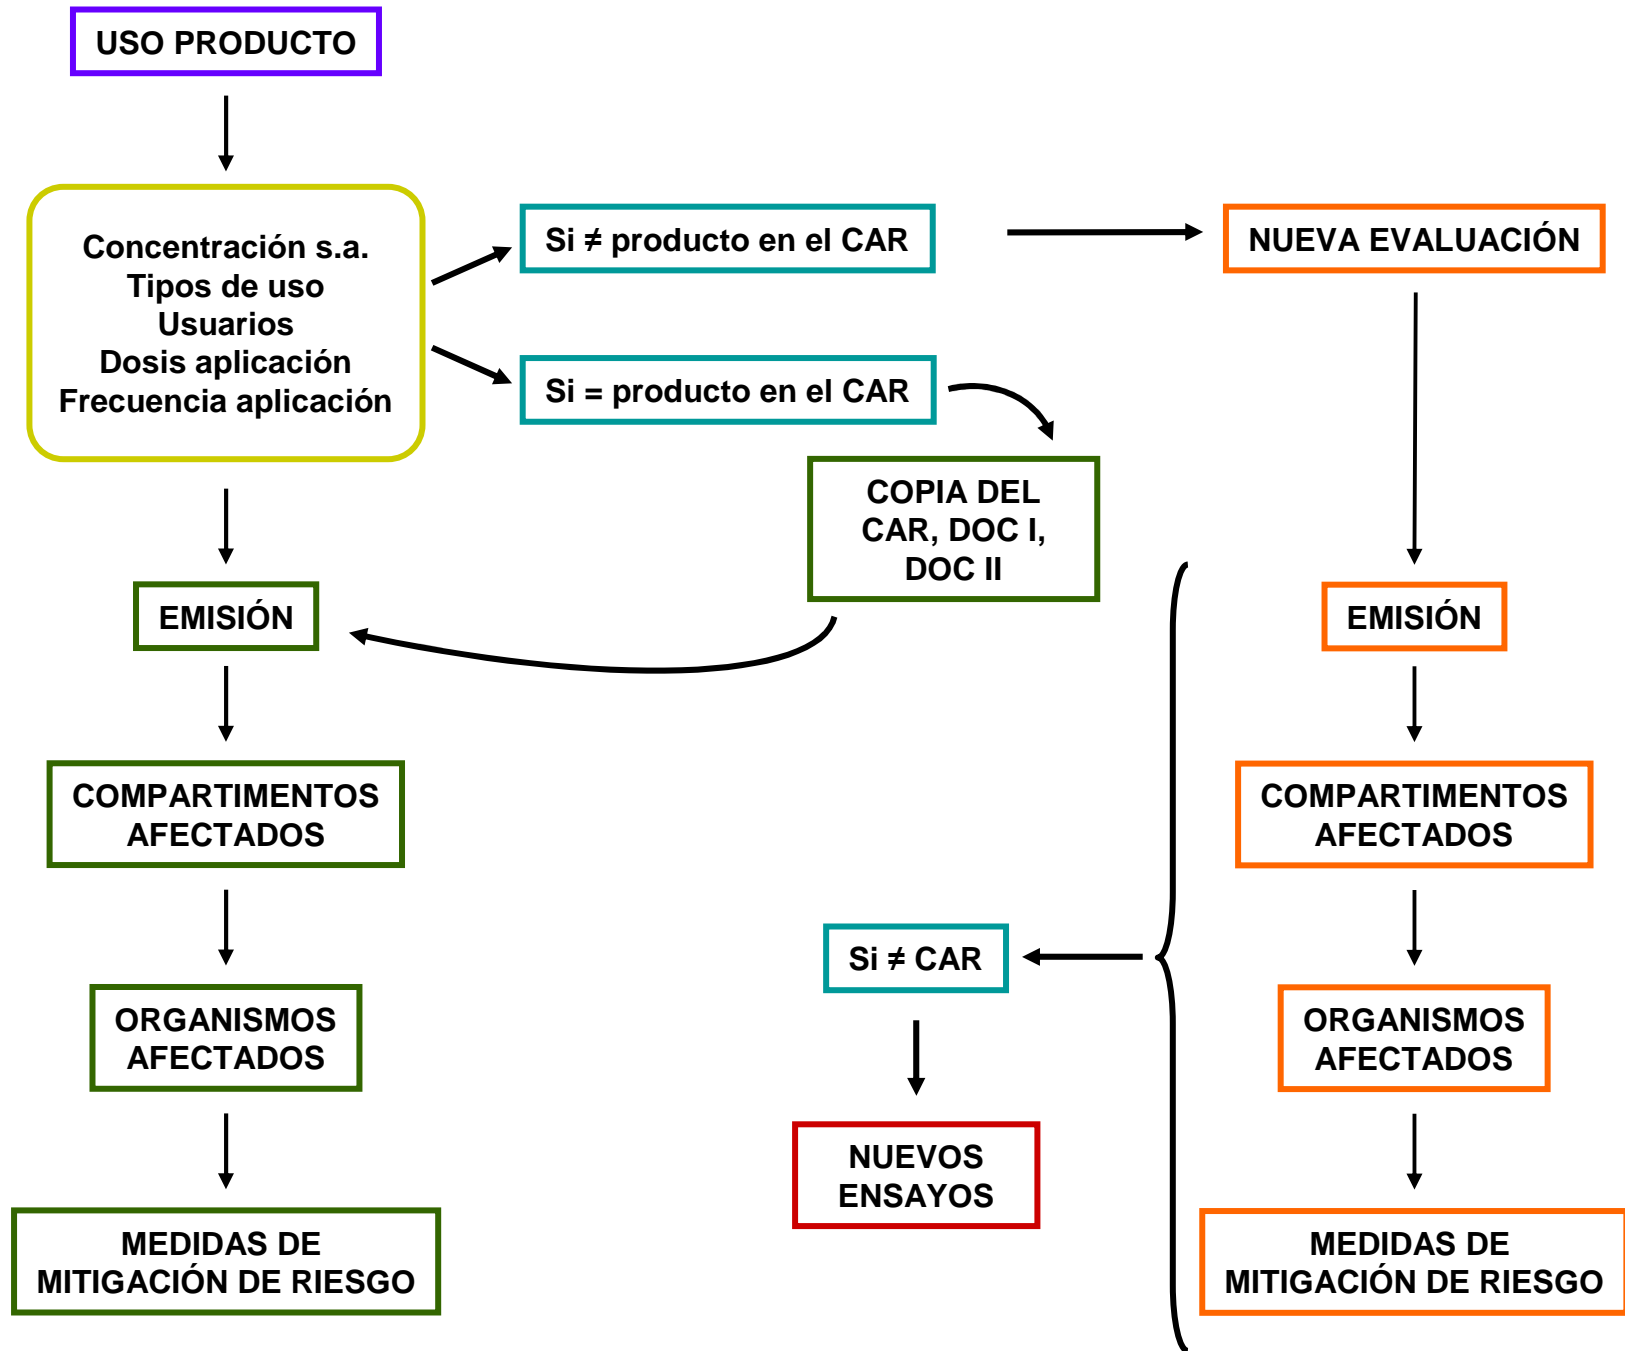 USO PRODUCTO
Concentración s.a.
Tipos de uso
Usuarios
Dosis aplicación
Frecuencia aplicación
Si ≠ producto en el CAR
NUEVA EVALUACIÓN
Si = producto en el CAR
COPIA DEL
CAR, DOC I,
DOC II
EMISIÓN
COMPARTIMENTOS
AFECTADOS
ORGANISMOS
AFECTADOS
MEDIDAS DE
MITIGACIÓN DE RIESGO
Si ≠ CAR
NUEVOS
ENSAYOS
EMISIÓN
COMPARTIMENTOS
AFECTADOS
ORGANISMOS
AFECTADOS
MEDIDAS DE
MITIGACIÓN DE RIESGO